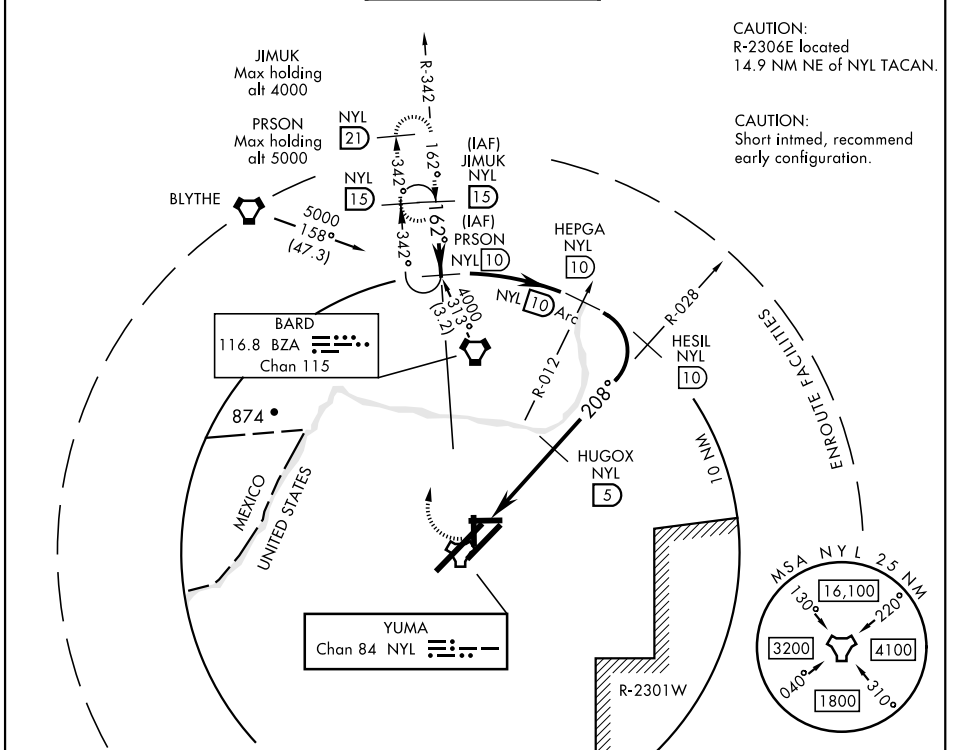 CAUTION:
R-2306E located
14.9 NM NE of NYL TACAN.
CAUTION:
Short intmed, recommend
early configuration.
JIMUK
Max holding
alt 4000
PRSON
Max holding
alt 5000
R-342
NYL
21
342°
162°
NYL
15
(IAF)
JIMUK
NYL
15
342°
162°
(IAF)
PRSON
NYL 10
BLYTHE
5000
158°
(47.3)
HEPGA
NYL
10
NYL 10 Arc
4000
313°
(3.2)
R-028
BARD
116.8 BZA
Chan 115
R-012
HESIL
NYL
10
208°
ENROUTE FACILITIES
874
HUGOX
NYL
5
10 NM
MEXICO
UNITED STATES
YUMA
Chan 84 NYL
R-2301W
MSA NYL 25 NM
16,100
130°
220°
3200
4100
040°
310°
1800